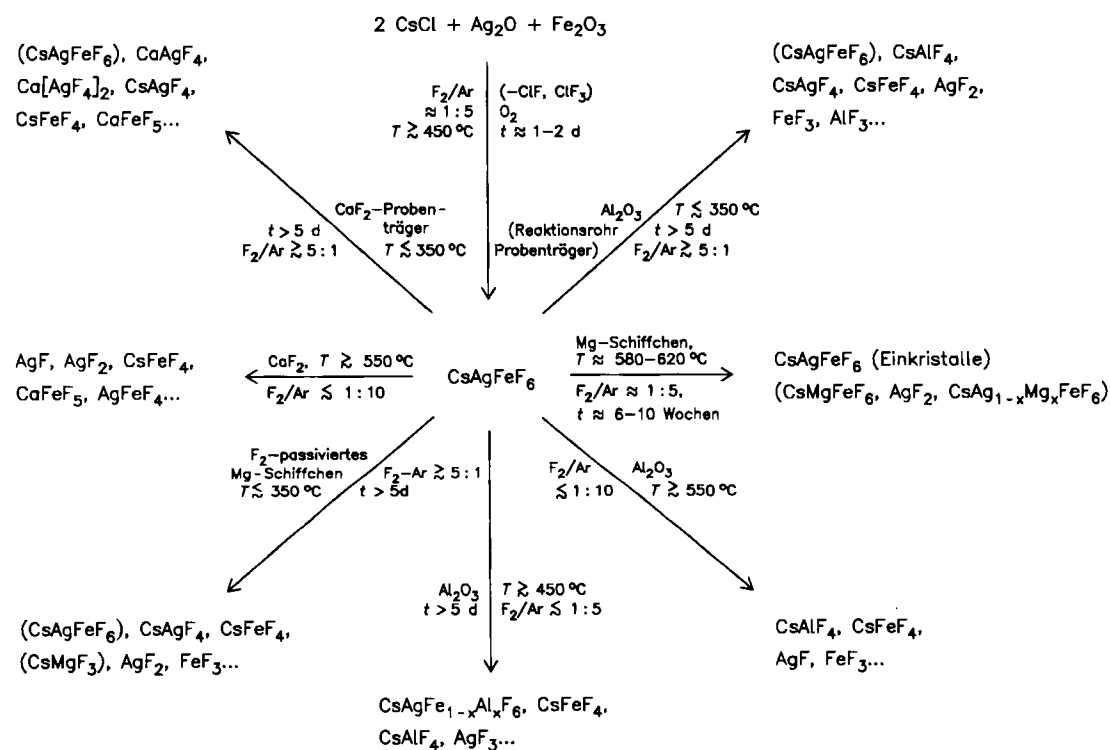 2 CsCl + Ag₂O + Fe₂O₃
(CsAgFeF₆), CaAgF₄,
Ca[AgF₄]₂, CsAgF₄,
CsFeF₄, CaFeF₅...
F₂/Ar
≈ 1:5
T ≳ 450 °C
(−ClF, ClF₃)
O₂
t ≈ 1−2 d
(CsAgFeF₆), CsAlF₄,
CsAgF₄, CsFeF₄, AgF₂,
FeF₃, AlF₃...
CaF₂−Proben-
träger
t > 5 d
F₂/Ar ≳ 5:1
T ≲ 350 °C
(Reaktionsrohr
Probenträger)
Al₂O₃
T ≲ 350 °C
t > 5 d
F₂/Ar ≳ 5:1
AgF, AgF₂, CsFeF₄,
CaFeF₅, AgFeF₄...
CaF₂, T ≳ 550 °C
F₂/Ar ≲ 1:10
CsAgFeF₆
Mg-Schiffchen,
T ≈ 580−620 °C
F₂/Ar ≈ 1:5,
t ≈ 6−10 Wochen
CsAgFeF₆ (Einkristalle)
(CsMgFeF₆, AgF₂, CsAg₁₋ₓMgₓFeF₆)
F₂−passiviertes
Mg-Schiffchen
T ≲ 350 °C
F₂−Ar ≳ 5:1
t > 5d
F₂/Ar
≲ 1:10
Al₂O₃
T ≳ 550 °C
Al₂O₃
t > 5 d
T ≳ 450 °C
F₂/Ar ≲ 1:5
(CsAgFeF₆), CsAgF₄, CsFeF₄,
(CsMgF₃), AgF₂, FeF₃...
CsAgFe₁₋ₓAlₓF₆, CsFeF₄,
CsAlF₄, AgF₃...
CsAlF₄, CsFeF₄,
AgF, FeF₃...